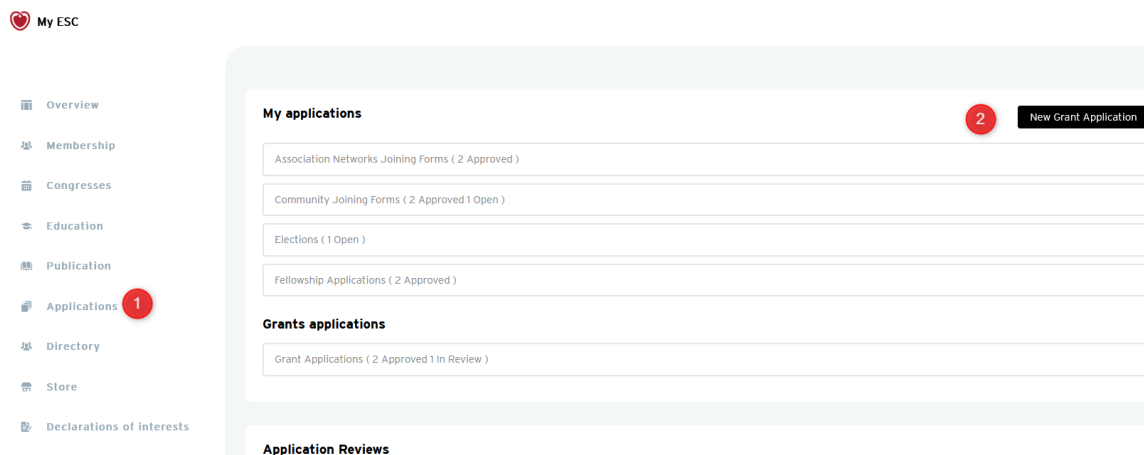 My ESC
Overview
Membership
Congresses
Education
Publication
Applications
1
Directory
Store
Declarations of interests
My applications
2
New Grant Application
Association Networks Joining Forms ( 2 Approved )
Community Joining Forms ( 2 Approved 1 Open )
Elections ( 1 Open )
Fellowship Applications ( 2 Approved )
Grants applications
Grant Applications ( 2 Approved 1 In Review )
Application Reviews